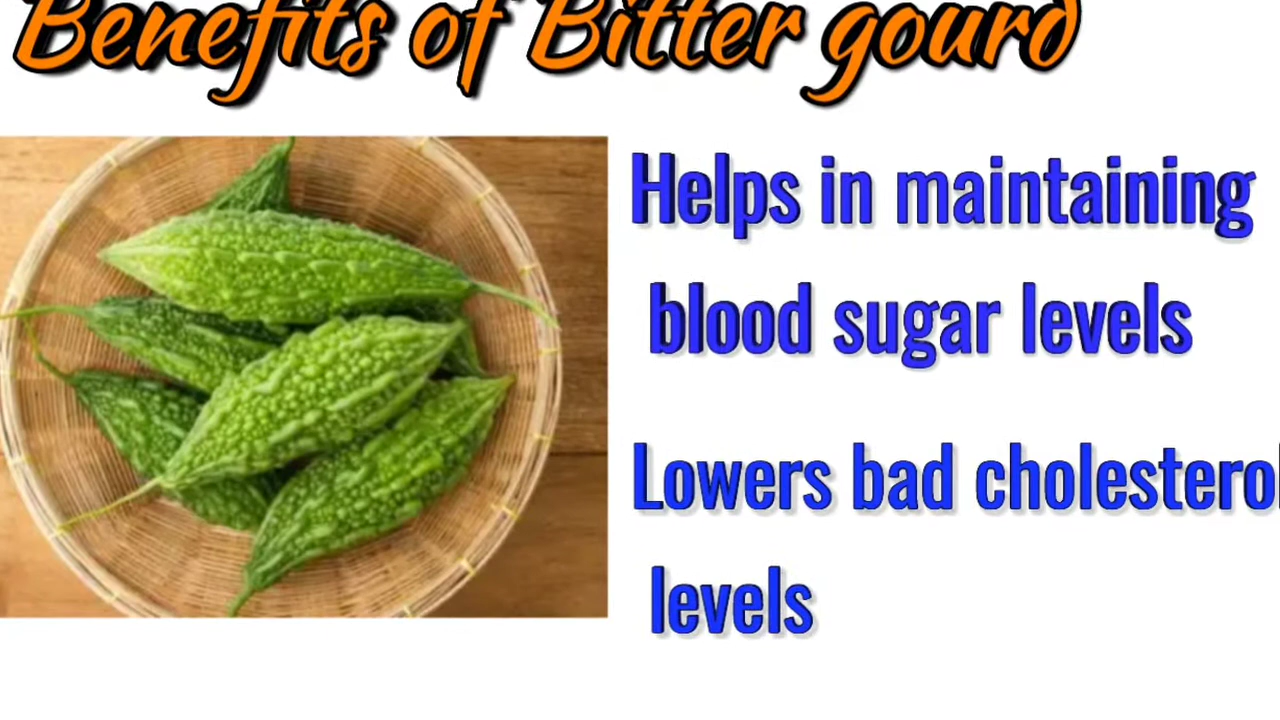 Benefits of Bitter gourd
Helps in maintaining
blood sugar levels
Lowers bad cholesterol
levels